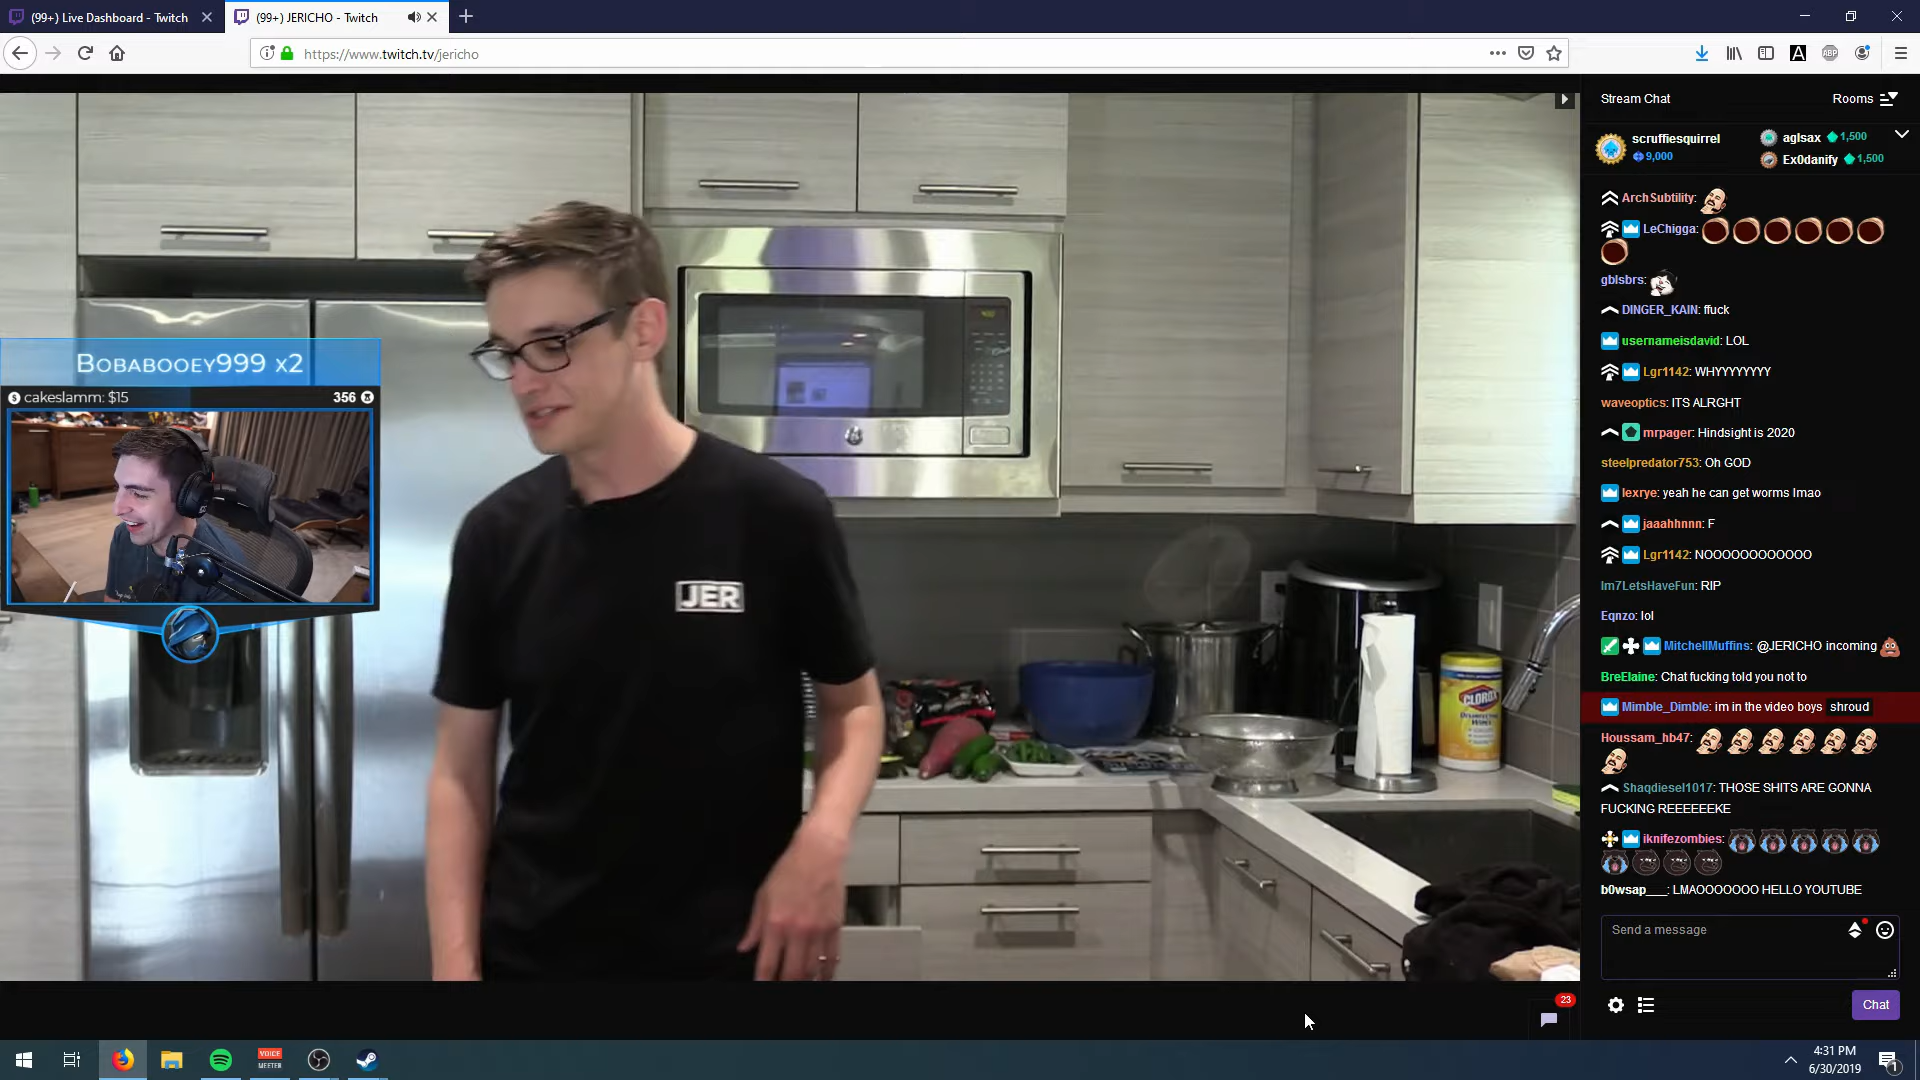 (99+) Live Dashboard - Twitch
(99+) JERICHO - Twitch
https://www.twitch.tv/jericho
ABP
Stream Chat
Rooms
scruffiesquirrel
9,000
aglsax 1,500
Ex0danify 1,500
ArchSubtility:
LeChigga:
gblsbrs:
DINGER_KAIN: ffuck
usernameisdavid: LOL
Lgr1142: WHYYYYYYY
waveoptics: ITS ALRGHT
mrpager: Hindsight is 2020
steelpredator753: Oh GOD
lexrye: yeah he can get worms lmao
jaaahhnnn: F
Lgr1142: NOOOOOOOOOOOO
Im7LetsHaveFun: RIP
Eqnzo: lol
MitchellMuffins: @JERICHO incoming
BreElaine: Chat fucking told you not to
Mimble_Dimble: im in the video boys shroud
Houssam_hb47:
Shaqdiesel1017: THOSE SHITS ARE GONNA
FUCKING REEEEEEKE
iknifezombies:
b0wsap___: LMAOOOOOOO HELLO YOUTUBE
Send a message
Chat
23
BOBABOOEY999 X2
cakeslamm: $15
356
JER
CLOROX
VOICE
MEETER
4:31 PM
6/30/2019
1